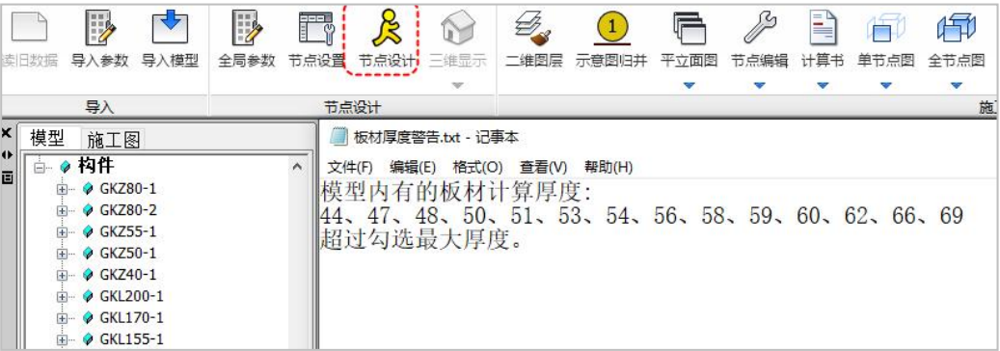 读旧数据 导入参数 导入模型 全局参数 节点设置 节点设计 三维显示 二维图层 示意图归并 平立面图 节点编辑 计算书 单节点图 全节点图
1
导入 节点设计 施
模型 施工图
构件
GKZ80-1
GKZ80-2
GKZ55-1
GKZ50-1
GKZ40-1
GKL200-1
GKL170-1
GKL155-1
板材厚度警告.txt - 记事本
文件(F) 编辑(E) 格式(O) 查看(V) 帮助(H)
模型内有的板材计算厚度:
44、47、48、50、51、53、54、56、58、59、60、62、66、69
超过勾选最大厚度。